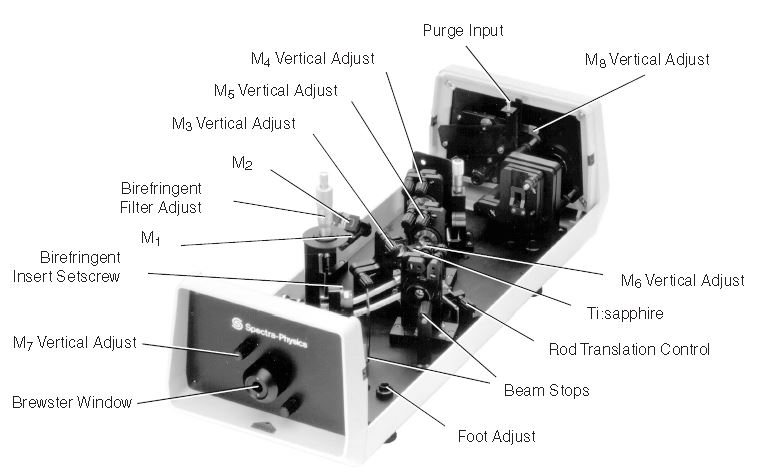 Purge Input
M4 Vertical Adjust
M8 Vertical Adjust
M5 Vertical Adjust
M3 Vertical Adjust
M2
Birefringent
Filter Adjust
M1
Birefringent
Insert Setscrew
M6 Vertical Adjust
Ti:sapphire
Spectra-Physics
M7 Vertical Adjust
Rod Translation Control
Beam Stops
Brewster Window
Foot Adjust